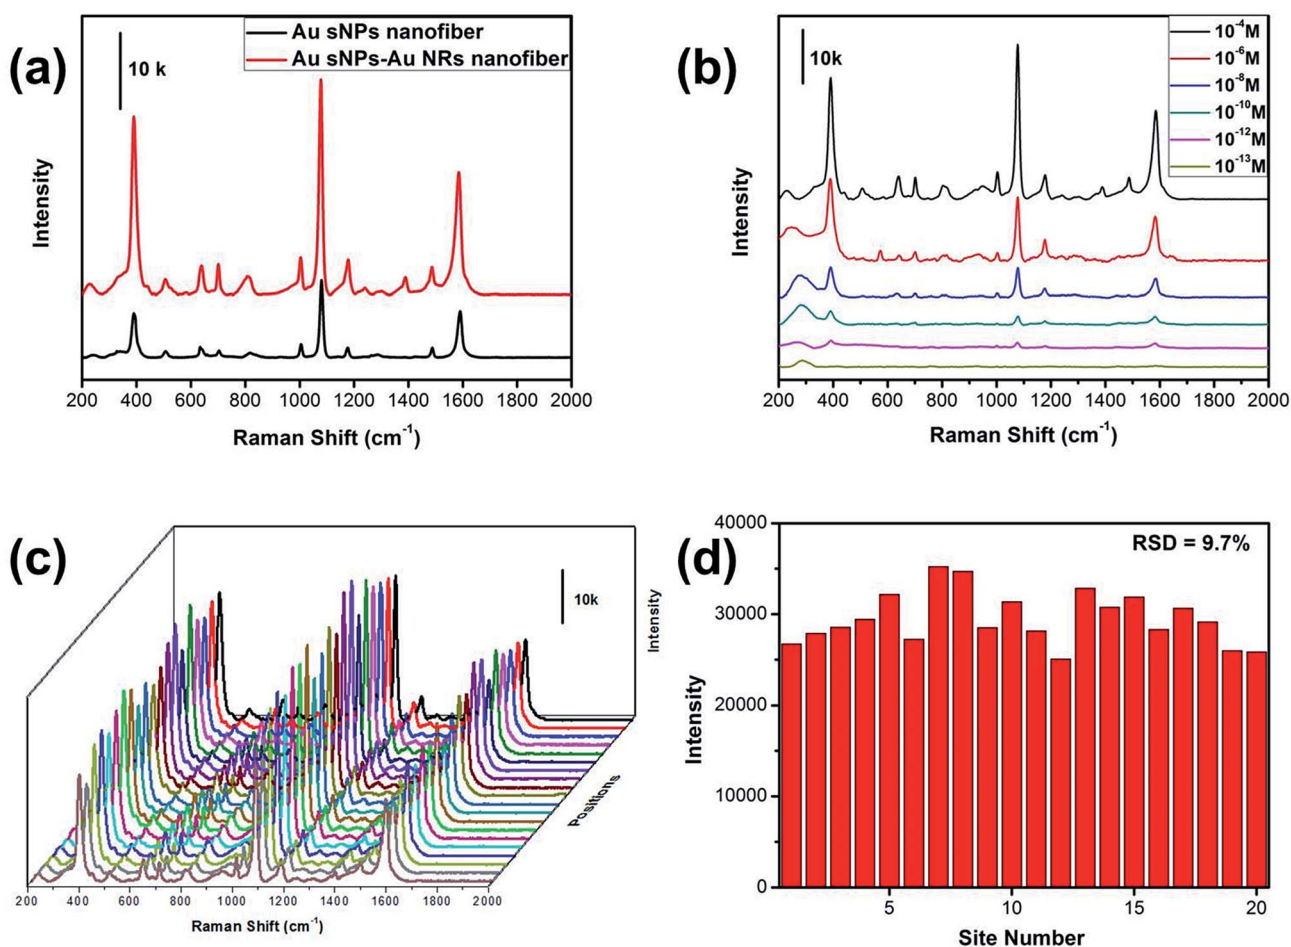 (a)
10 k
Au sNPs nanofiber
Au sNPs-Au NRs nanofiber
Intensity
200 400 600 800 1000 1200 1400 1600 1800 2000
Raman Shift (cm⁻¹)
(b)
10k
10⁻⁴M
10⁻⁶M
10⁻⁸M
10⁻¹⁰M
10⁻¹²M
10⁻¹³M
Intensity
200 400 600 800 1000 1200 1400 1600 1800 2000
Raman Shift (cm⁻¹)
(c)
10k
Intensity
Positions
200 400 600 800 1000 1200 1400 1600 1800 2000
Raman Shift (cm⁻¹)
(d)
RSD = 9.7%
40000
30000
20000
10000
0
Intensity
5 10 15 20
Site Number